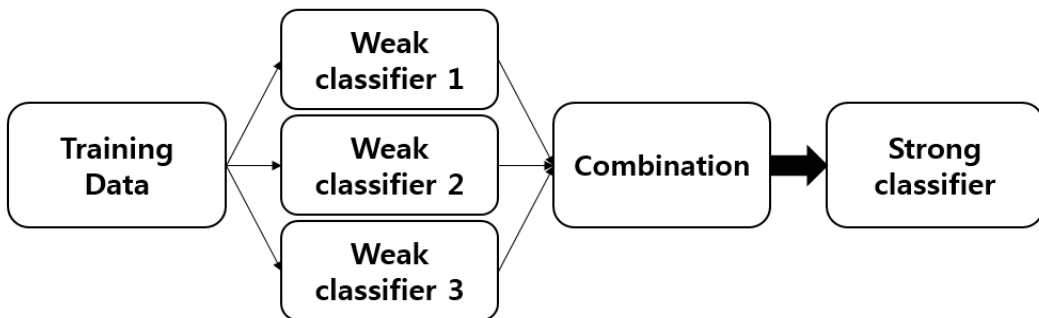 Training
Data
Weak
classifier 1
Weak
classifier 2
Weak
classifier 3
Combination
Strong
classifier